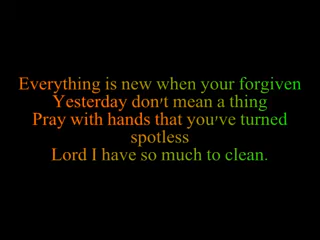 Everything is new when your forgiven
Yesterday don't mean a thing
Pray with hands that you've turned
spotless
Lord I have so much to clean.